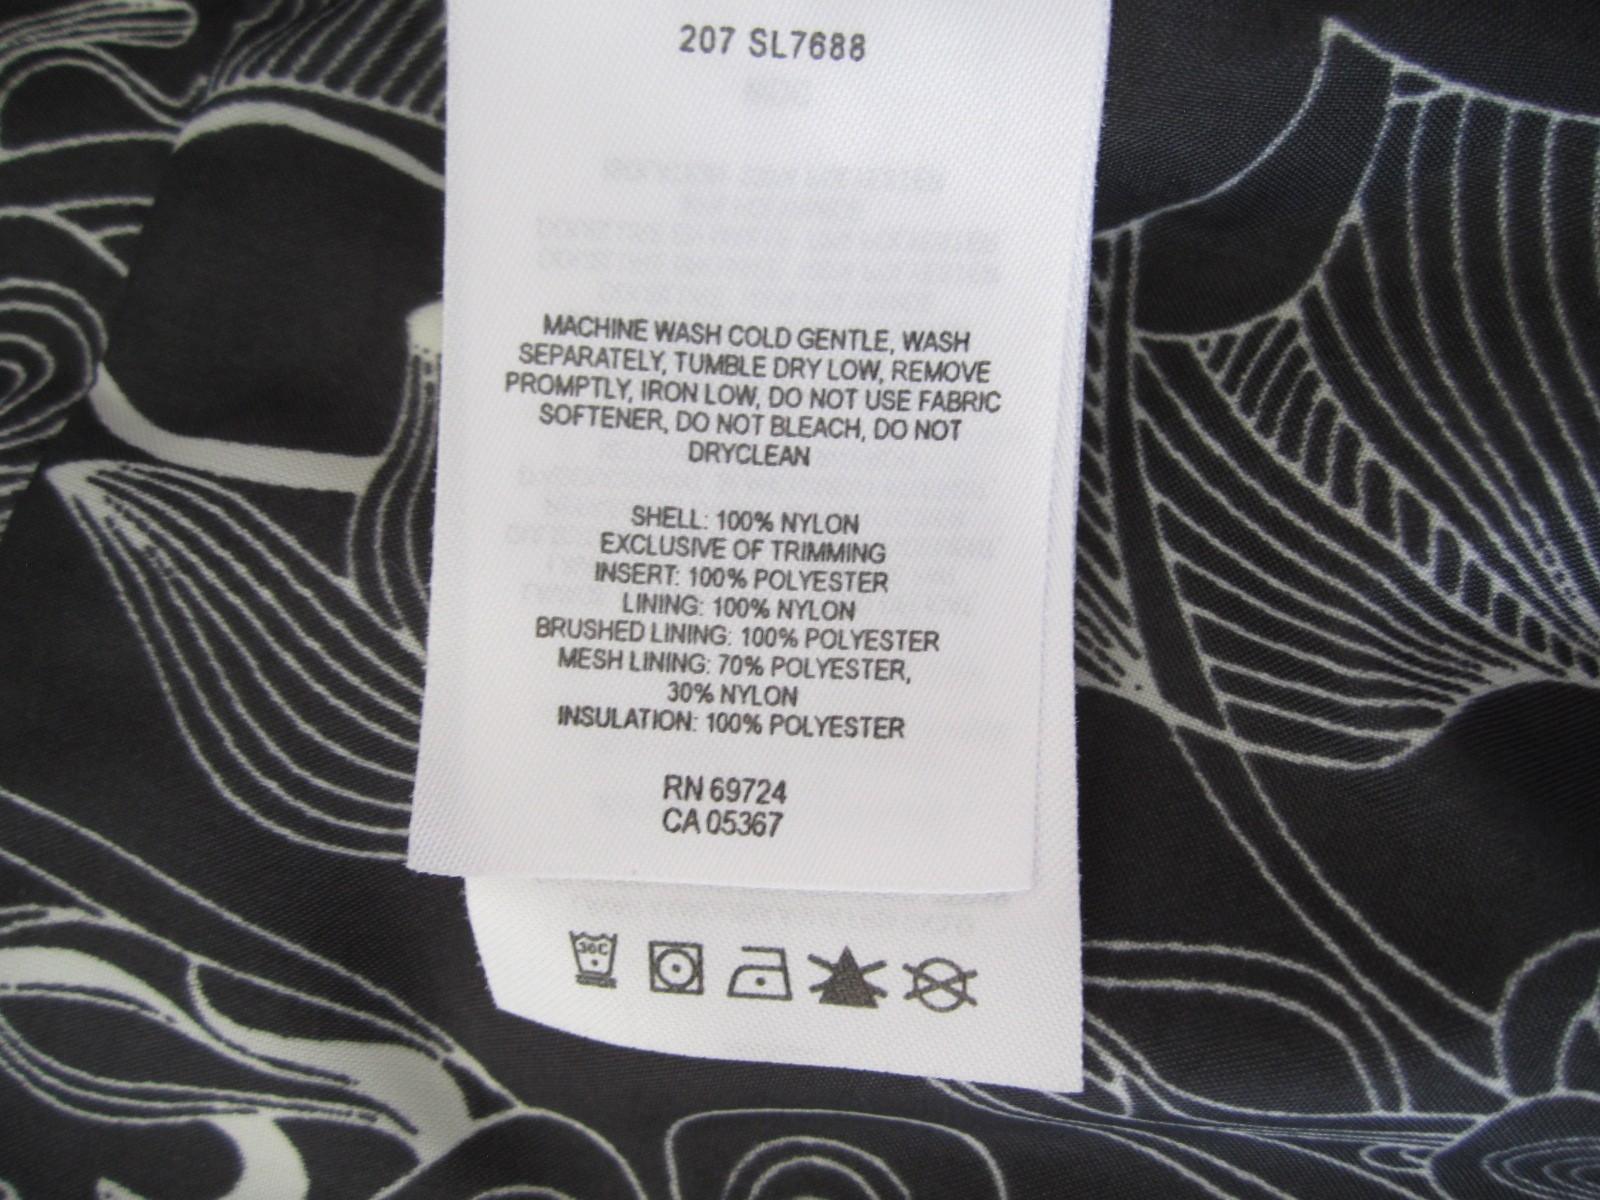 207 SL7688
MACHINE WASH COLD GENTLE, WASH
SEPARATELY, TUMBLE DRY LOW, REMOVE
PROMPTLY, IRON LOW, DO NOT USE FABRIC
SOFTENER, DO NOT BLEACH, DO NOT
DRYCLEAN
SHELL: 100% NYLON
EXCLUSIVE OF TRIMMING
INSERT: 100% POLYESTER
LINING: 100% NYLON
BRUSHED LINING: 100% POLYESTER
MESH LINING: 70% POLYESTER,
30% NYLON
INSULATION: 100% POLYESTER
RN 69724
CA 05367
30C